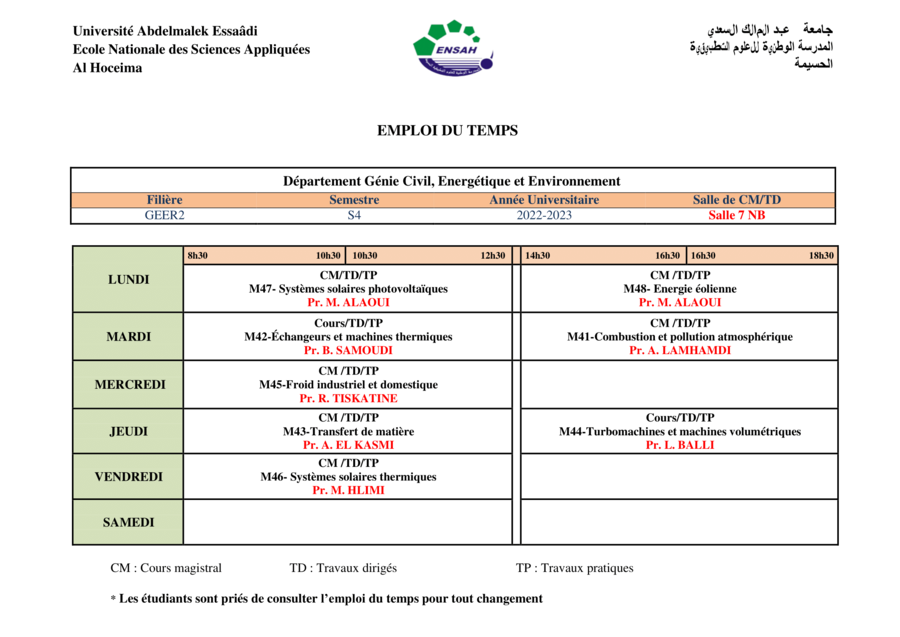 Université Abdelmalek Essaâdi
Ecole Nationale des Sciences Appliquées
Al Hoceima
ENSAH
جامعة عبد المالك السعدي
المدرسة الوطنية للعلوم التطبيقية
الحسيمة
EMPLOI DU TEMPS
Département Génie Civil, Energétique et Environnement
Filière Semestre Année Universitaire Salle de CM/TD
GEER2 S4 2022-2023 Salle 7 NB
8h30 10h30 10h30 12h30 14h30 16h30 16h30 18h30
LUNDI
CM/TD/TP
M47- Systèmes solaires photovoltaïques
Pr. M. ALAOUI
CM /TD/TP
M48- Energie éolienne
Pr. M. ALAOUI
MARDI
Cours/TD/TP
M42-Échangeurs et machines thermiques
Pr. B. SAMOUDI
CM /TD/TP
M41-Combustion et pollution atmosphérique
Pr. A. LAMHAMDI
MERCREDI
CM /TD/TP
M45-Froid industriel et domestique
Pr. R. TISKATINE
JEUDI
CM /TD/TP
M43-Transfert de matière
Pr. A. EL KASMI
Cours/TD/TP
M44-Turbomachines et machines volumétriques
Pr. L. BALLI
VENDREDI
CM /TD/TP
M46- Systèmes solaires thermiques
Pr. M. HLIMI
SAMEDI
CM : Cours magistral TD : Travaux dirigés TP : Travaux pratiques
* Les étudiants sont priés de consulter l’emploi du temps pour tout changement